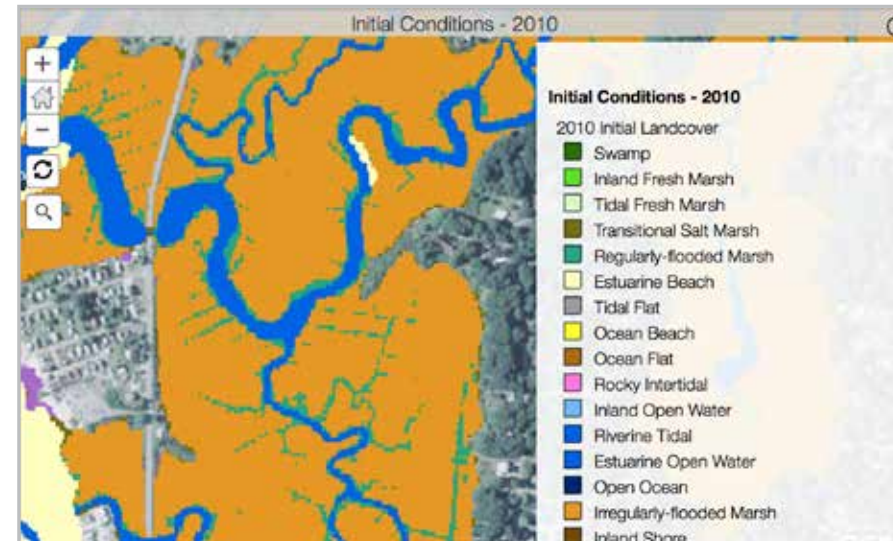 Initial Conditions - 2010
Initial Conditions - 2010
2010 Initial Landcover
Swamp
Inland Fresh Marsh
Tidal Fresh Marsh
Transitional Salt Marsh
Regularly-flooded Marsh
Estuarine Beach
Tidal Flat
Ocean Beach
Ocean Flat
Rocky Intertidal
Inland Open Water
Riverine Tidal
Estuarine Open Water
Open Ocean
Irregularly-flooded Marsh
Inland Shore